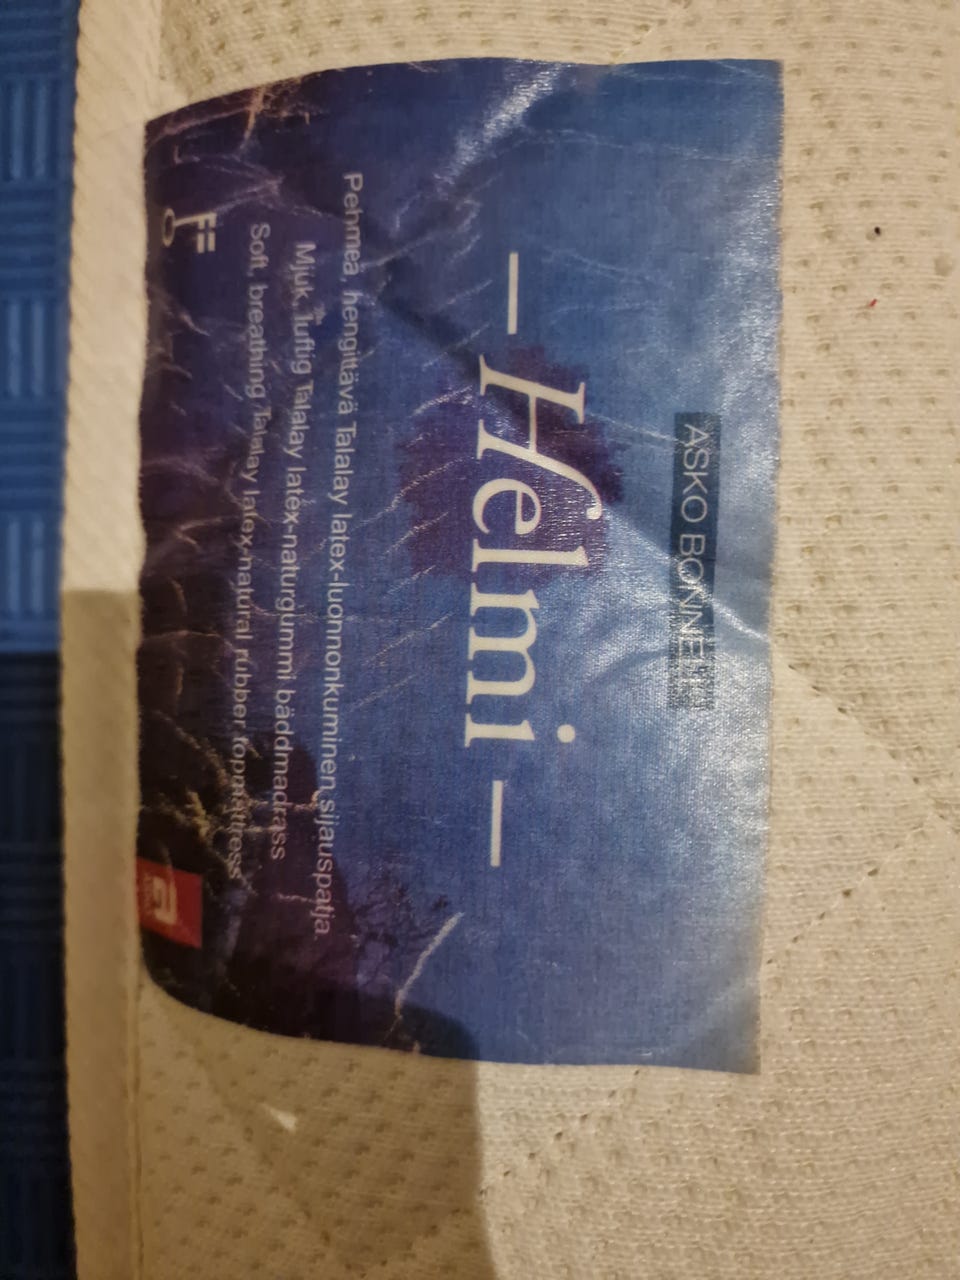 ASKO BONNELL
— Helmi —
Pehmeä, hengittävä Talalay latex-luonnonkuminen sijauspatja.
Mjuk, luftig Talalay latex-naturgummi bäddmadrass
Soft, breathing Talalay latex-natural rubber topmattress